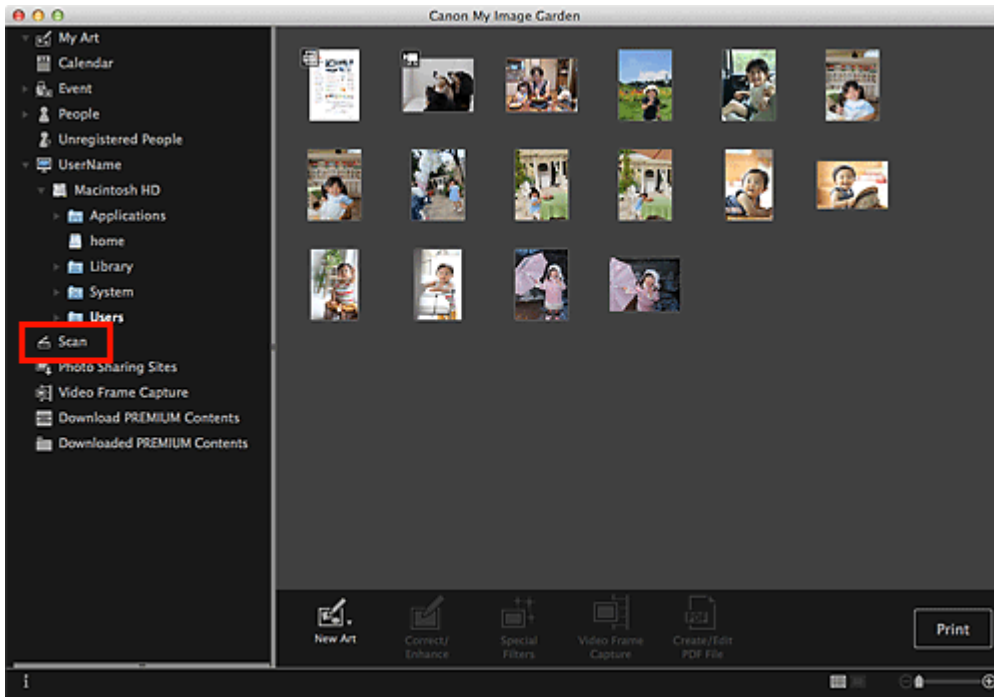 Canon My Image Garden
My Art
Calendar
Event
People
Unregistered People
UserName
Macintosh HD
Applications
home
Library
System
Users
Scan
Photo Sharing Sites
Video Frame Capture
Download PREMIUM Contents
Downloaded PREMIUM Contents
New Art
Correct/
Enhance
Special
Filters
Video Frame
Capture
PDF
Create/Edit
PDF File
Print